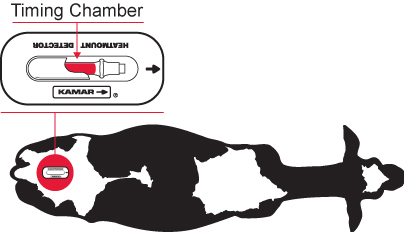 Timing Chamber
HEATMOUNT
DETECTOR
KAMAR
®